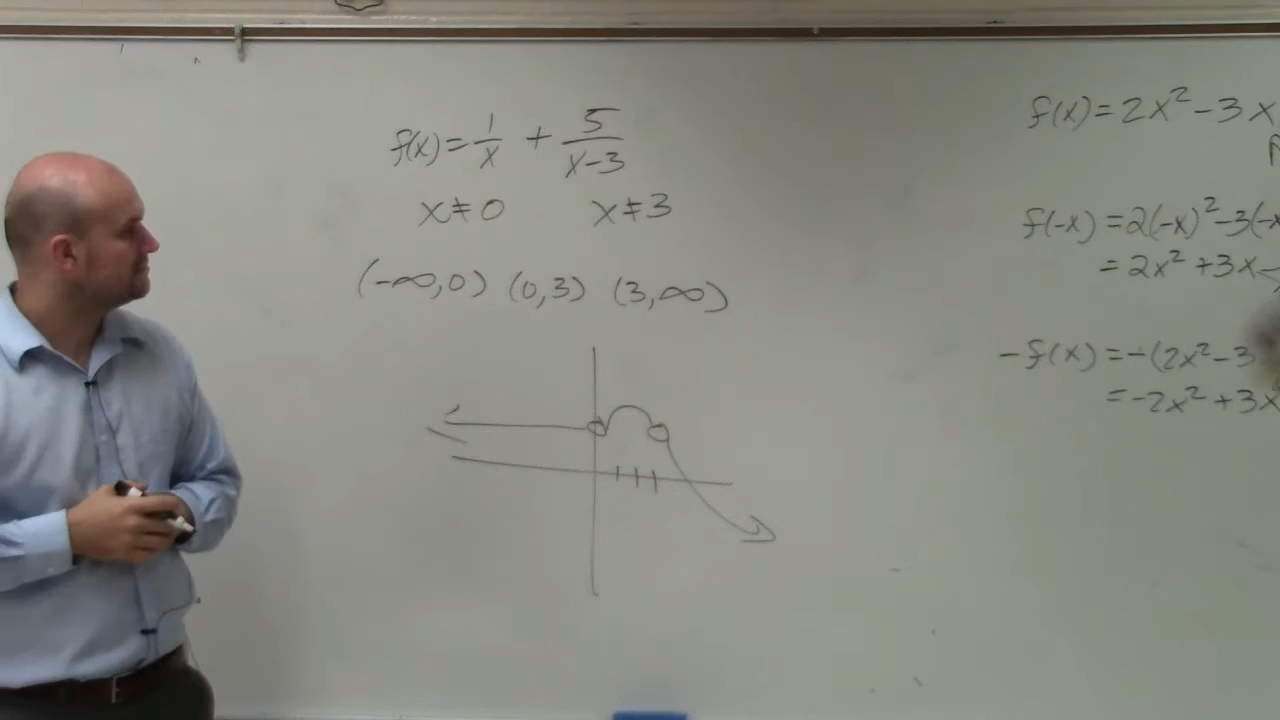 f(x) = 1/x + 5/(x-3)
x ≠ 0 x ≠ 3
(-∞,0) (0,3) (3,∞)
f(x) = 2x² - 3x
f(-x) = 2(-x)² - 3(-x
= 2x² + 3x -
-f(x) = -(2x² - 3
= -2x² + 3x